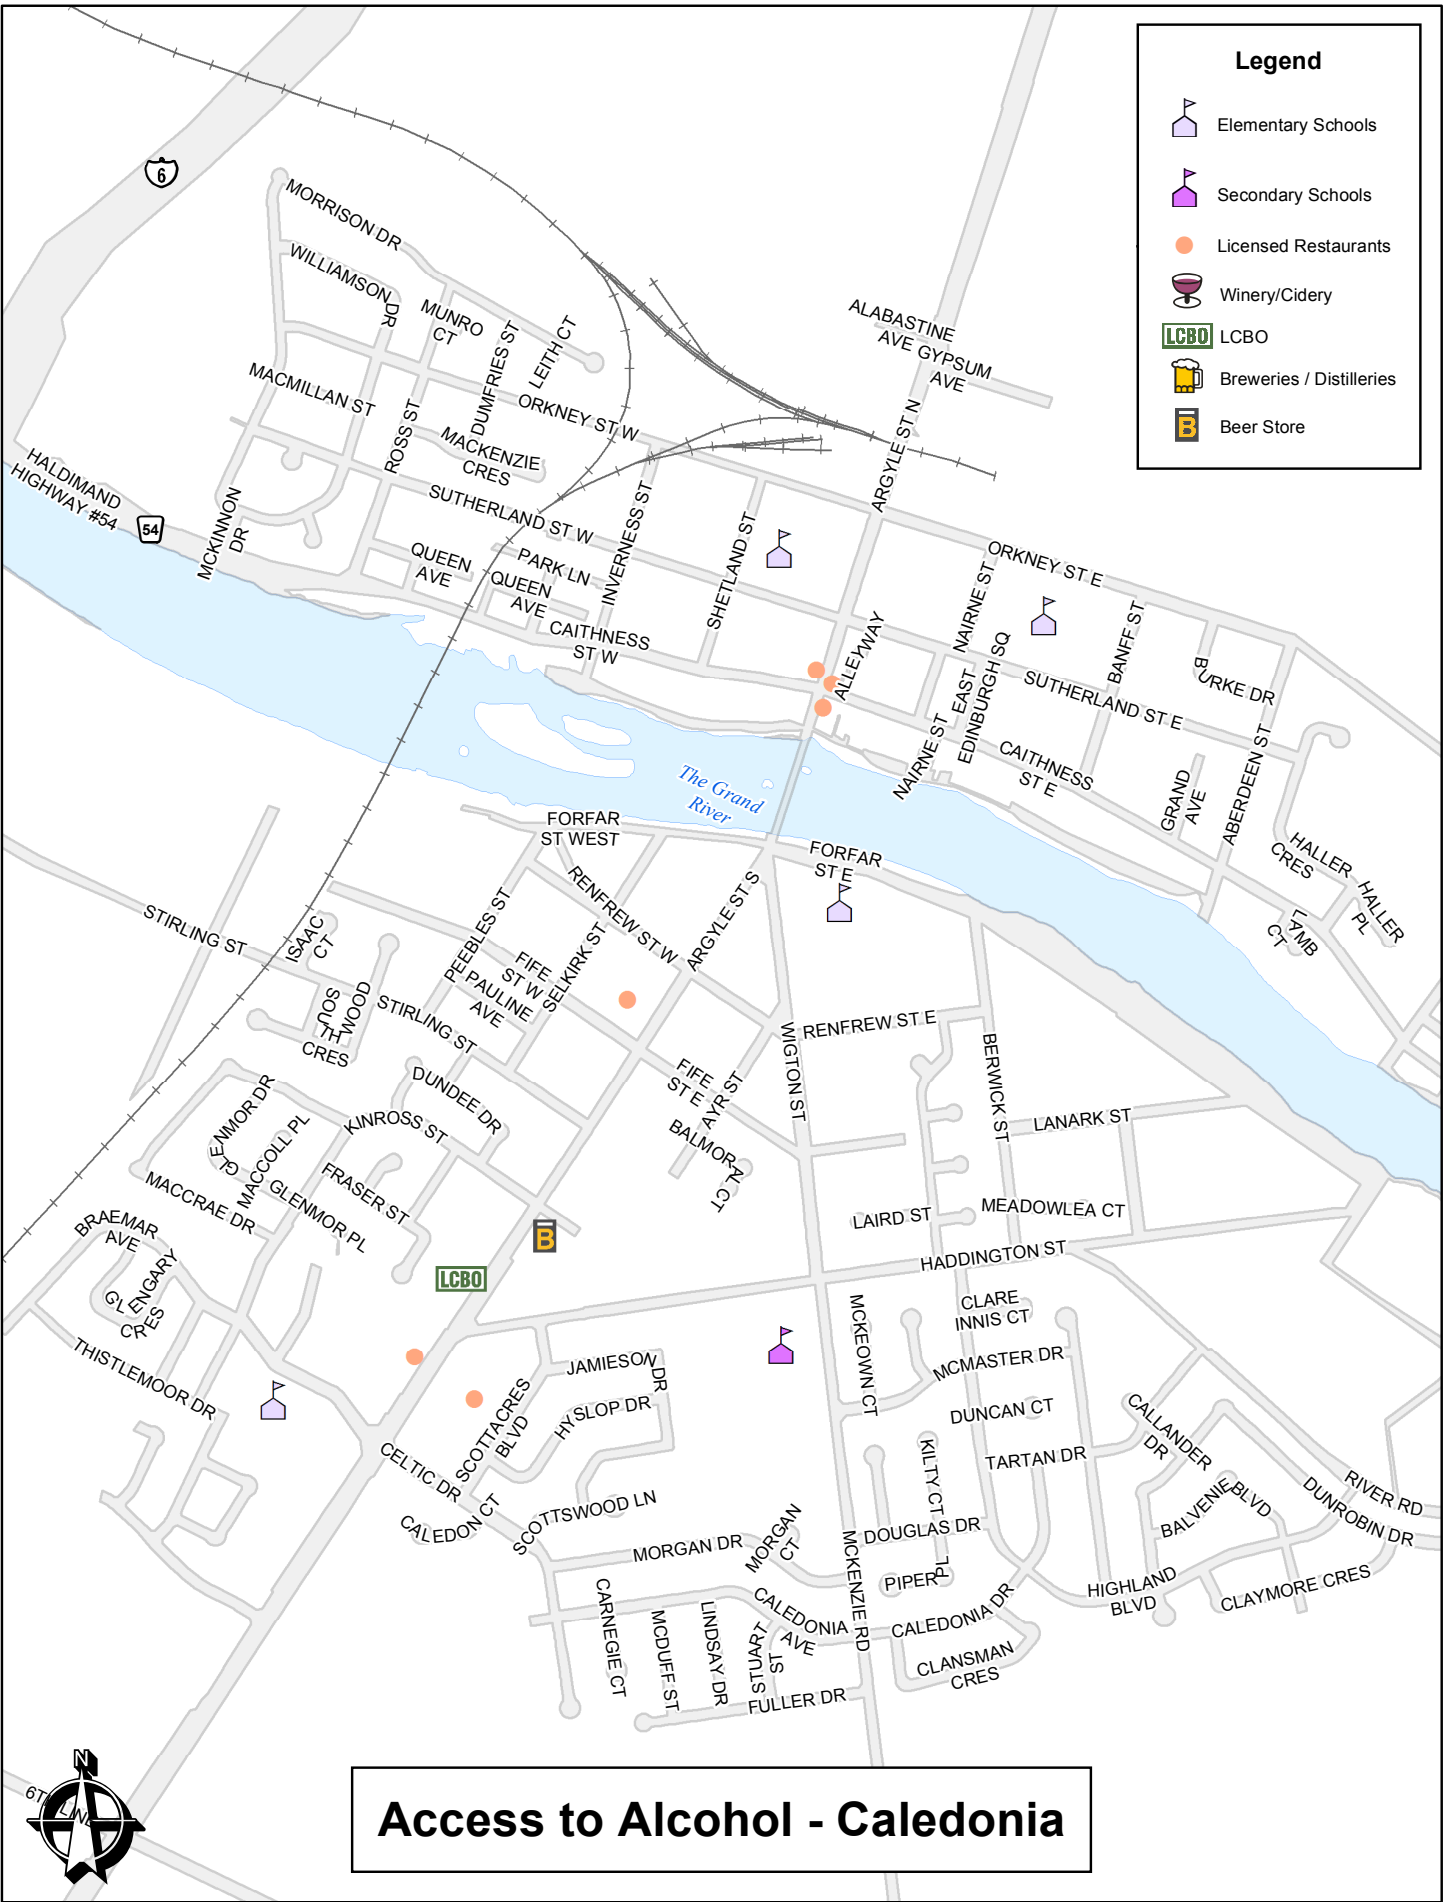 Legend
Elementary Schools
Secondary Schools
Licensed Restaurants
Winery/Cidery
LCBO LCBO
Breweries / Distilleries
B Beer Store
6
MORRISON DR
WILLIAMSON
DR
MUNRO
CT
DUMFRIES ST
LEITH CT
ALABASTINE
AVE GYPSUM
AVE
MACMILLAN ST
ROSS ST
ORKNEY ST W
MACKENZIE
CRES
ARGYLE ST N
HALDIMAND
HIGHWAY #54
54
MCKINNON
DR
SUTHERLAND ST W
INVERNESS ST
SHETLAND ST
QUEEN
AVE
PARK LN
QUEEN
AVE
CAITHNESS
ST W
ORKNEY ST E
NAIRNE ST
EAST
EDINBURGH SQ
BANFF ST
ALLEYWAY
BURKE DR
SUTHERLAND ST E
NAIRNE ST
CAITHNESS
ST E
GRAND
AVE
ABERDEEN ST
HALLER
CRES
HALLER
PL
LAMB
CT
The Grand
River
FORFAR
ST WEST
FORFAR
ST E
RENFREW ST W
ARGYLE ST S
STIRLING ST
ISAAC
CT
PEEBLES ST
SELKIRK ST
FIFE
ST W
PAULINE
AVE
SOUTHWOOD
CRES
STIRLING ST
RENFREW ST E
WIGTON ST
BERWICK ST
FIFE
ST E
AYR ST
BALMORAL CT
DUNDEE DR
KINROSS ST
GLENMOR DR
MACCOLL PL
FRASER ST
GLENMOR PL
MACCRAE DR
BRAEMAR
AVE
GLENGARY
CRES
THISTLEMOOR DR
LANARK ST
LAIRD ST
MEADOWLEA CT
HADDINGTON ST
B
LCBO
CLARE
INNIS CT
MCKEOWN CT
MCMASTER DR
DUNCAN CT
TARTAN DR
JAMIESON DR
HYSLOP DR
SCOTTACRES
BLVD
CELTIC DR
CALEDON CT
SCOTTSWOOD LN
CALLANDER
DR
BALVENIE BLVD
RIVER RD
DUNROBIN DR
KILTY CT
DOUGLAS DR
MORGAN DR
MORGAN
CT
MCKENZIE RD
PIPER PL
HIGHLAND
BLVD
CLAYMORE CRES
CARNEGIE CT
MCDUFF ST
LINDSAY DR
STUART
ST
CALEDONIA
AVE
CALEDONIA DR
CLANSMAN
CRES
FULLER DR
N
6TH LINE
Access to Alcohol - Caledonia